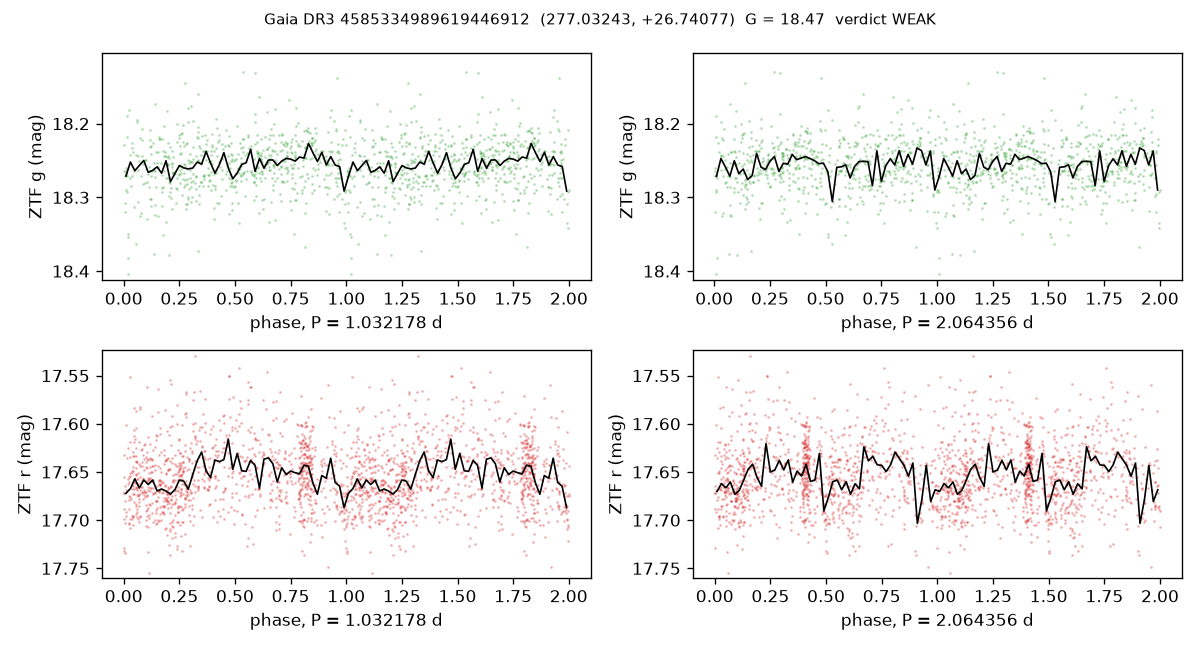 Gaia DR3 4585334989619446912 (277.03243, +26.74077) G = 18.47 verdict WEAK
ZTF g (mag)
18.2
18.3
18.4
0.00 0.25 0.50 0.75 1.00 1.25 1.50 1.75 2.00
phase, P = 1.032178 d
ZTF g (mag)
18.2
18.3
18.4
0.00 0.25 0.50 0.75 1.00 1.25 1.50 1.75 2.00
phase, P = 2.064356 d
ZTF r (mag)
17.55
17.60
17.65
17.70
17.75
0.00 0.25 0.50 0.75 1.00 1.25 1.50 1.75 2.00
phase, P = 1.032178 d
ZTF r (mag)
17.55
17.60
17.65
17.70
17.75
0.00 0.25 0.50 0.75 1.00 1.25 1.50 1.75 2.00
phase, P = 2.064356 d